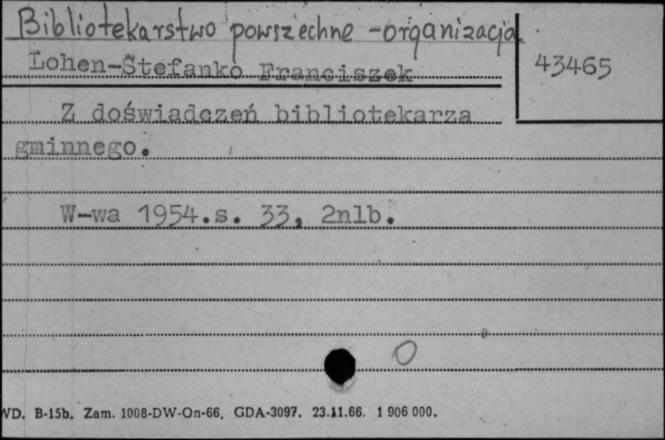 Bibliotekarstwo powszechne - organizacja
Lohen-Stefanko Franciszek
43465
Z doświadczeń bibliotekarza
gminnego.
W-wa 1954.s. 33, 2nlb.
0
WD. B-15b. Zam. 1008-DW-On-66. GDA-3097. 23.11.66. 1 906 000.